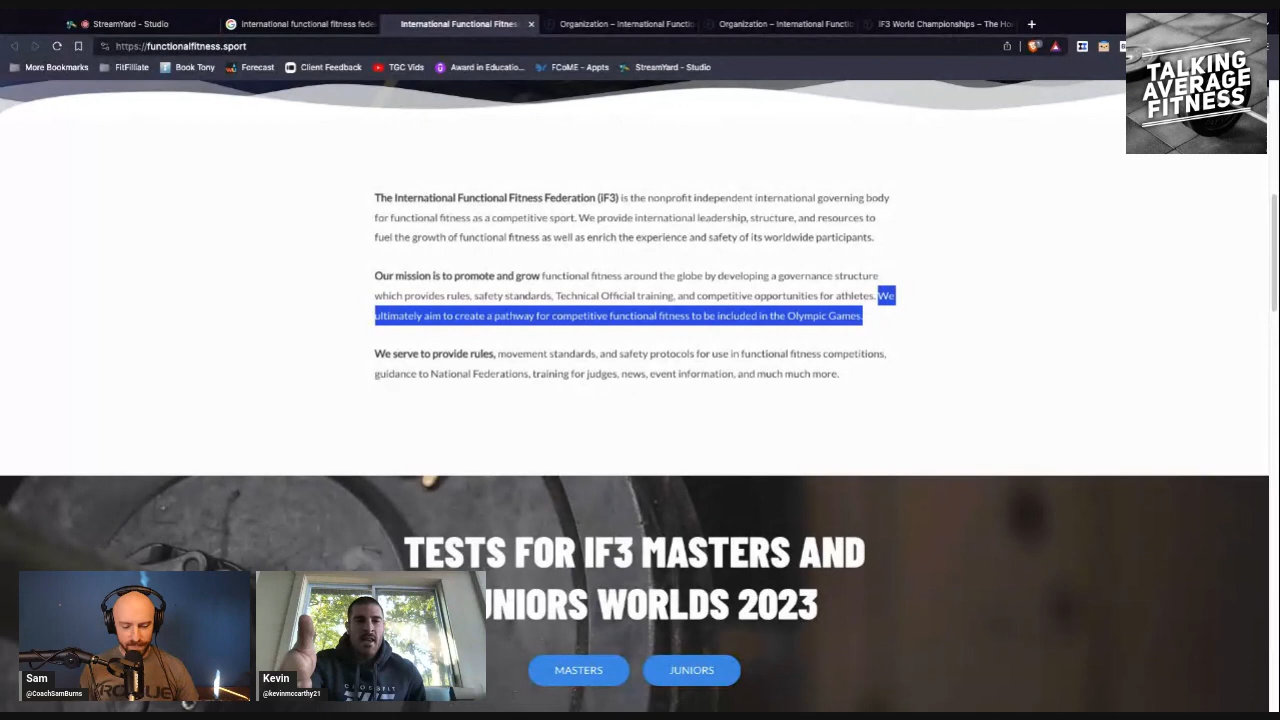 StreamYard - Studio
international functional fitness fede
International Functional Fitnes
Organization – International Functio
Organization – International Functic
IF3 World Championships – The Ho
https://functionalfitness.sport
More Bookmarks
FitFilliate
Book Tony
Forecast
Client Feedback
TGC Vids
Award in Educatio...
FCoME - Appts
StreamYard - Studio
TALKING
AVERAGE
FITNESS
The International Functional Fitness Federation (iF3) is the nonprofit independent international governing body
for functional fitness as a competitive sport. We provide international leadership, structure, and resources to
fuel the growth of functional fitness as well as enrich the experience and safety of its worldwide participants.
Our mission is to promote and grow functional fitness around the globe by developing a governance structure
which provides rules, safety standards, Technical Official training, and competitive opportunities for athletes. We
ultimately aim to create a pathway for competitive functional fitness to be included in the Olympic Games.
We serve to provide rules, movement standards, and safety protocols for use in functional fitness competitions,
guidance to National Federations, training for judges, news, event information, and much much more.
TESTS FOR IF3 MASTERS AND
UNIORS WORLDS 2023
MASTERS
JUNIORS
Sam
@CoachSamBurns
Kevin
@kevinmccarthy21
ROGUE
CROSSFIT